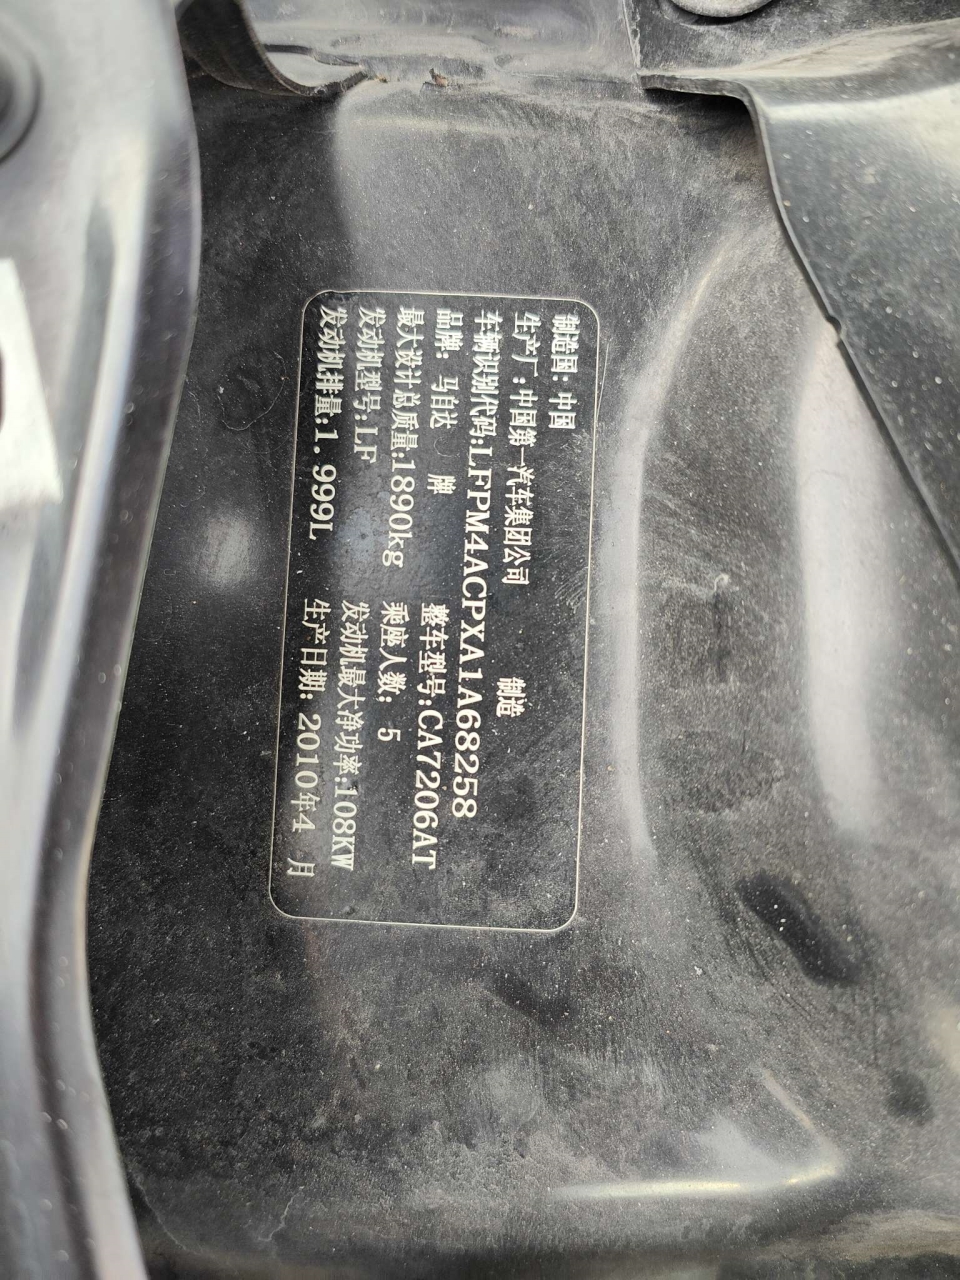 制造国:中国
生产厂:中国第一汽车集团公司 制造
车辆识别代码:LFPM4ACPXA1A68258
品牌:马自达 牌 整车型号:CA7206AT
最大设计总质量:1890kg 乘座人数:5
发动机型号:LF 发动机最大净功率:108KW
发动机排量:1.999L 生产日期:2010年4 月